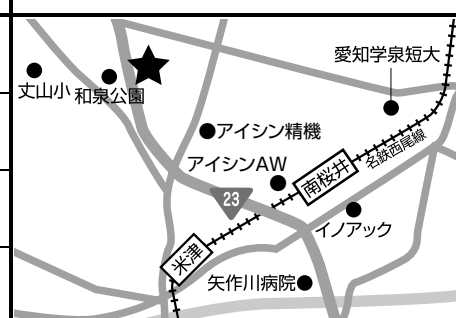 愛知学泉短大
丈山小
和泉公園
アイシン精機
名鉄西尾線
アイシンAW
南桜井
23
イノアック
米津
矢作川病院